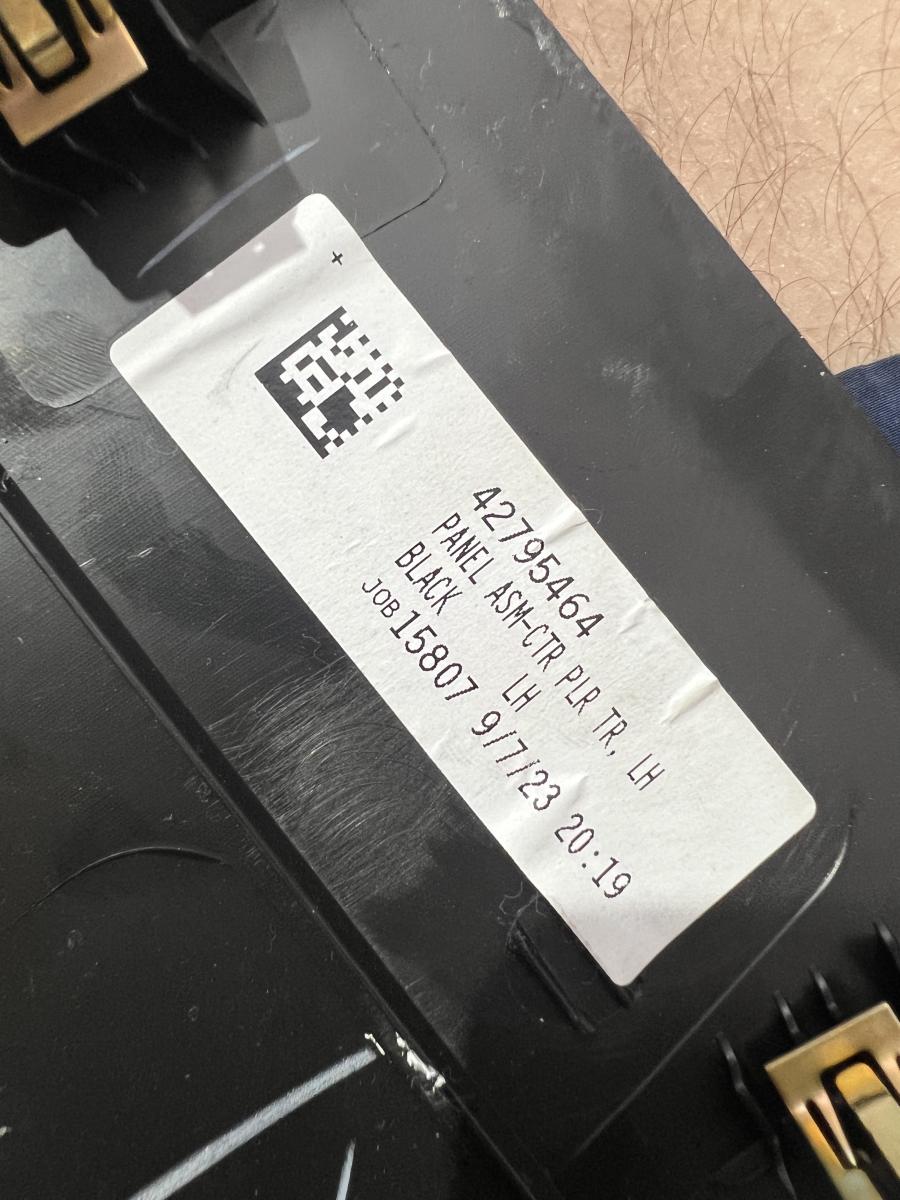 42795464
PANEL ASM-CTR PLR TR, LH
BLACK LH
JOB 15807 9/7/23 20:19